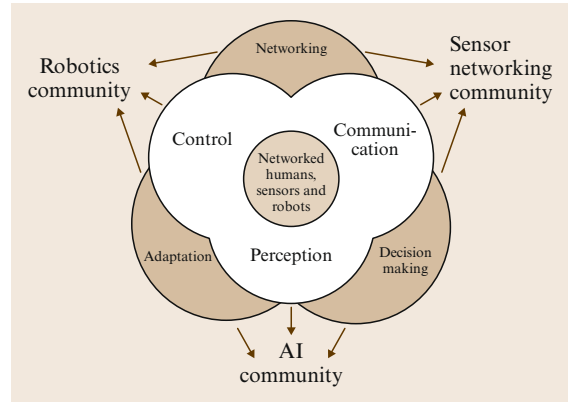 Networking
Robotics
community
Sensor
networking
community
Control
Communi-
cation
Networked
humans,
sensors and
robots
Adaptation
Perception
Decision
making
AI
community